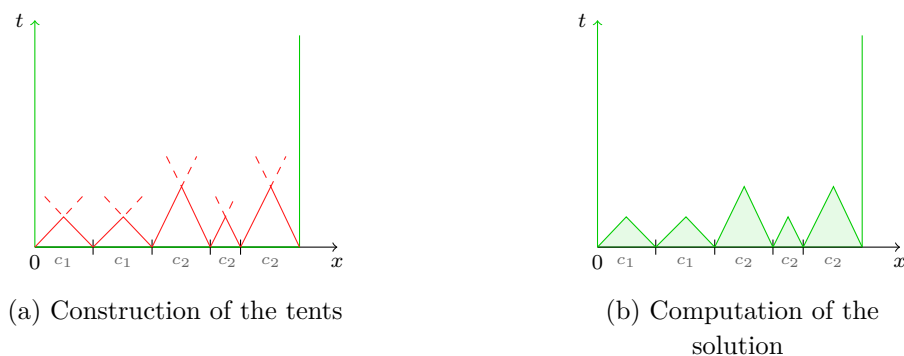 t
0 c₁ c₁ c₂ c₂ c₂ x
(a) Construction of the tents
t
0 c₁ c₁ c₂ c₂ c₂ x
(b) Computation of the
solution